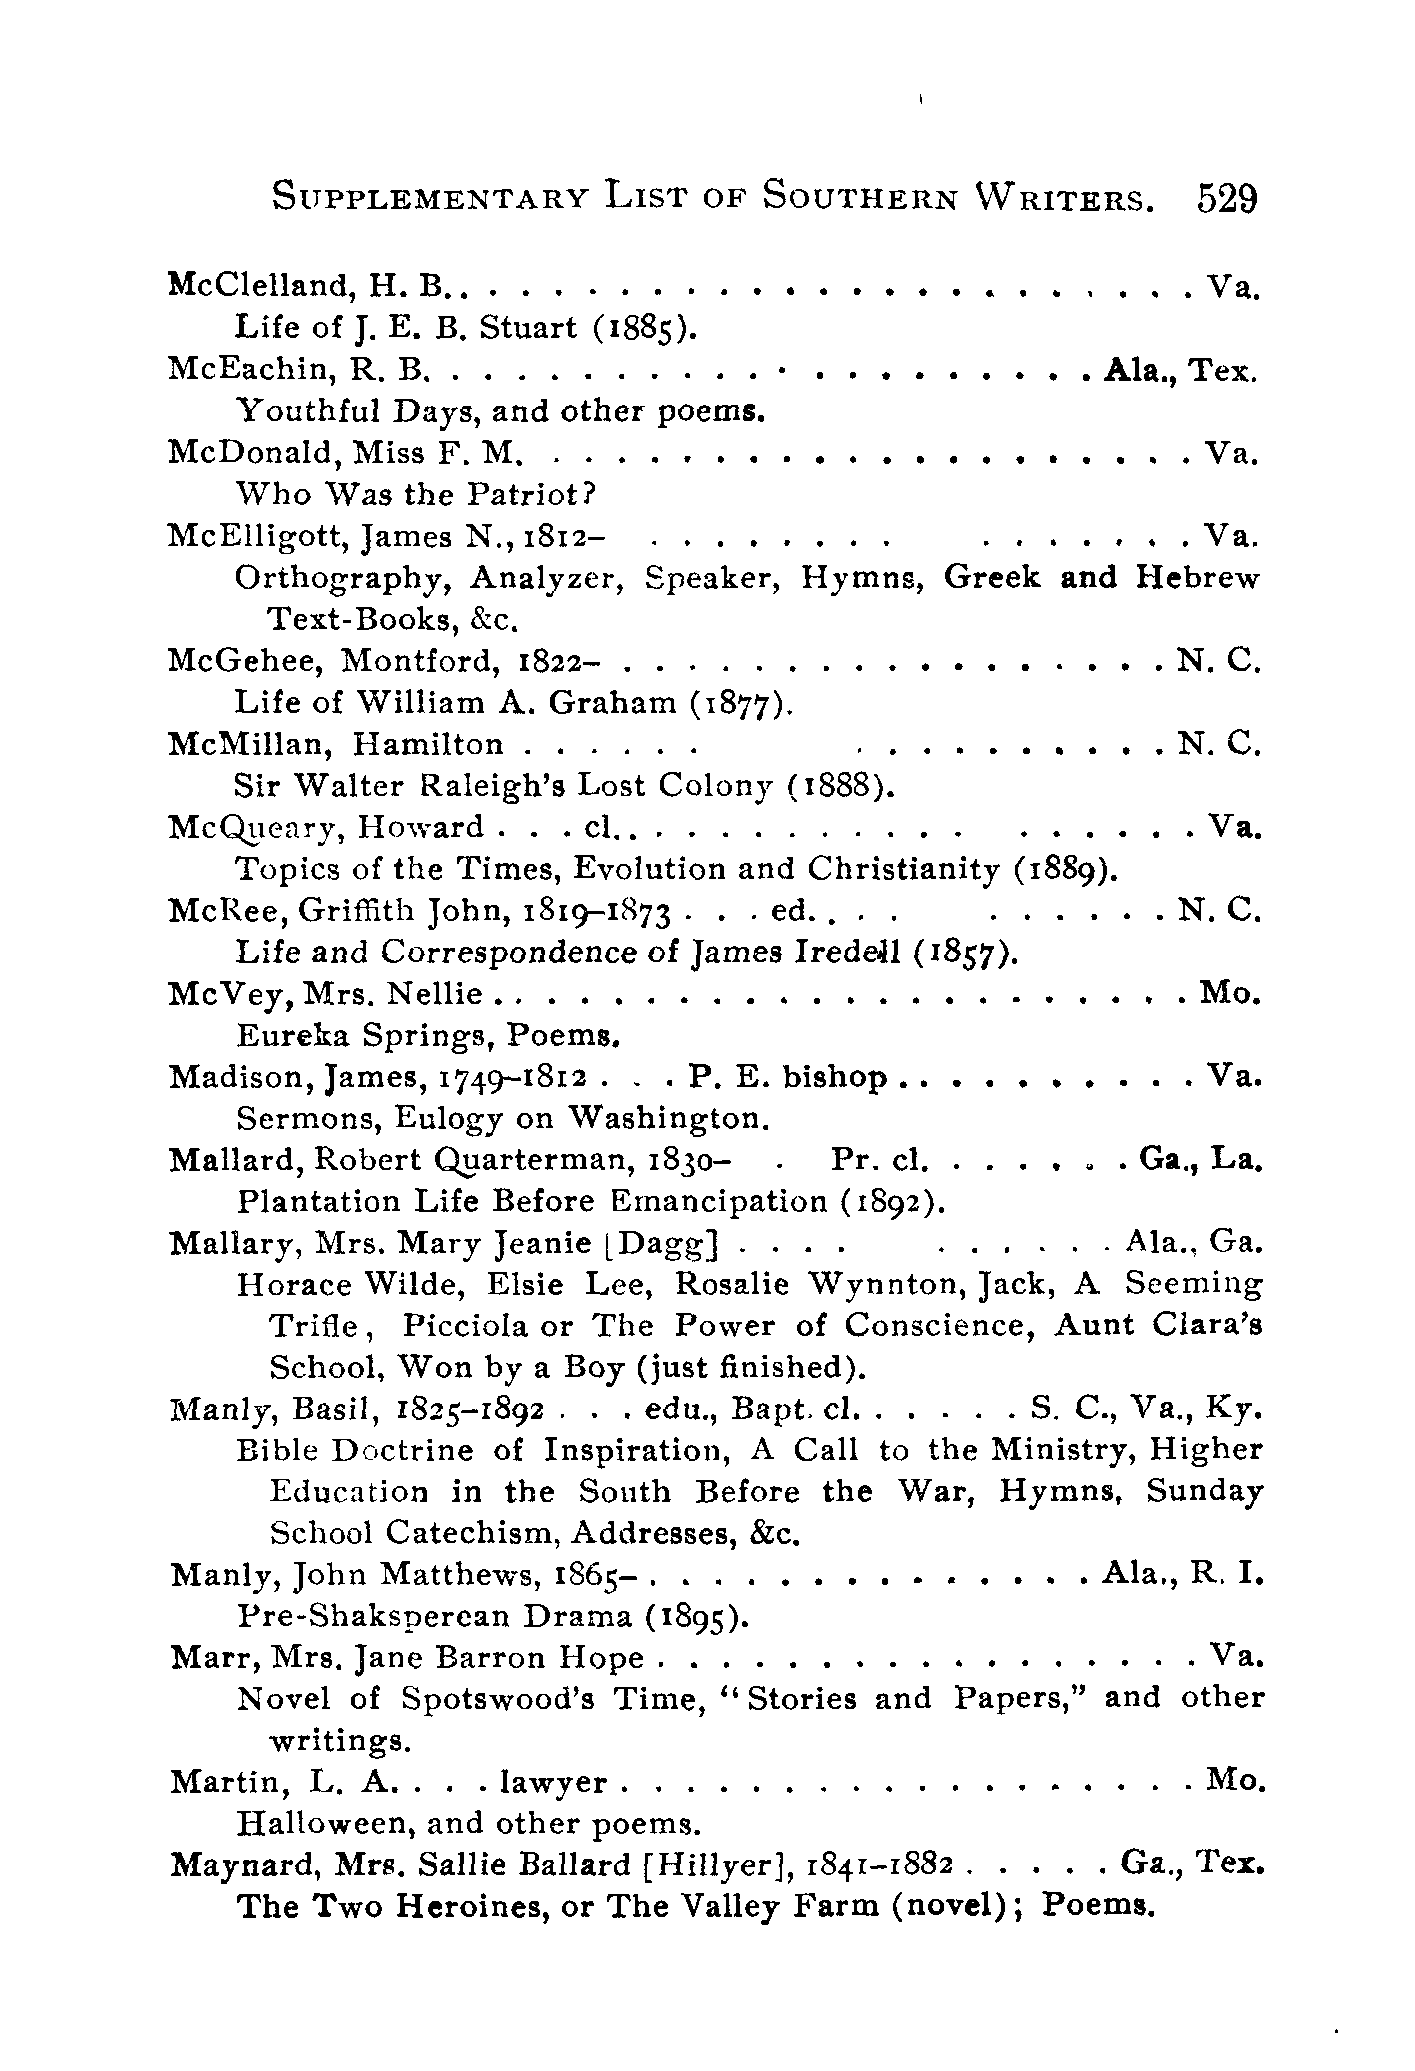 SUPPLEMENTARY LIST OF SOUTHERN WRITERS. 529
McClelland, H. B. . . . . . . . . . . . . . . . . . . . . . . . Va.
Life of J. E. B. Stuart (1885).
McEachin, R. B. . . . . . . . . . . . . . . . . . . . . . Ala., Tex.
Youthful Days, and other poems.
McDonald, Miss F. M. . . . . . . . . . . . . . . . . . . . . Va.
Who Was the Patriot?
McElligott, James N., 1812– . . . . . . . . . . . . . . . Va.
Orthography, Analyzer, Speaker, Hymns, Greek and Hebrew
Text-Books, &c.
McGehee, Montford, 1822– . . . . . . . . . . . . . . . . . N. C.
Life of William A. Graham (1877).
McMillan, Hamilton . . . . . . . . . . . . . . . . N. C.
Sir Walter Raleigh's Lost Colony (1888).
McQueary, Howard . . . cl. . . . . . . . . . . . . . . . . . Va.
Topics of the Times, Evolution and Christianity (1889).
McRee, Griffith John, 1819–1873 . . . ed. . . . . . . . . . N. C.
Life and Correspondence of James Iredell (1857).
McVey, Mrs. Nellie . . . . . . . . . . . . . . . . . . . . . . Mo.
Eureka Springs, Poems.
Madison, James, 1749–1812 . . . P. E. bishop . . . . . . . . . . Va.
Sermons, Eulogy on Washington.
Mallard, Robert Quarterman, 1830– . Pr. cl. . . . . . . Ga., La.
Plantation Life Before Emancipation (1892).
Mallary, Mrs. Mary Jeanie [Dagg] . . . . . . . . . . Ala., Ga.
Horace Wilde, Elsie Lee, Rosalie Wynnton, Jack, A Seeming
Trifle, Picciola or The Power of Conscience, Aunt Clara's
School, Won by a Boy (just finished).
Manly, Basil, 1825–1892 . . . edu., Bapt. cl. . . . . . S. C., Va., Ky.
Bible Doctrine of Inspiration, A Call to the Ministry, Higher
Education in the South Before the War, Hymns, Sunday
School Catechism, Addresses, &c.
Manly, John Matthews, 1865– . . . . . . . . . . . . . . Ala., R. I.
Pre-Shaksperean Drama (1895).
Marr, Mrs. Jane Barron Hope . . . . . . . . . . . . . . . . . Va.
Novel of Spotswood's Time, "Stories and Papers," and other
writings.
Martin, L. A. . . . lawyer . . . . . . . . . . . . . . . . . . Mo.
Halloween, and other poems.
Maynard, Mrs. Sallie Ballard [Hillyer], 1841–1882 . . . . . Ga., Tex.
The Two Heroines, or The Valley Farm (novel); Poems.